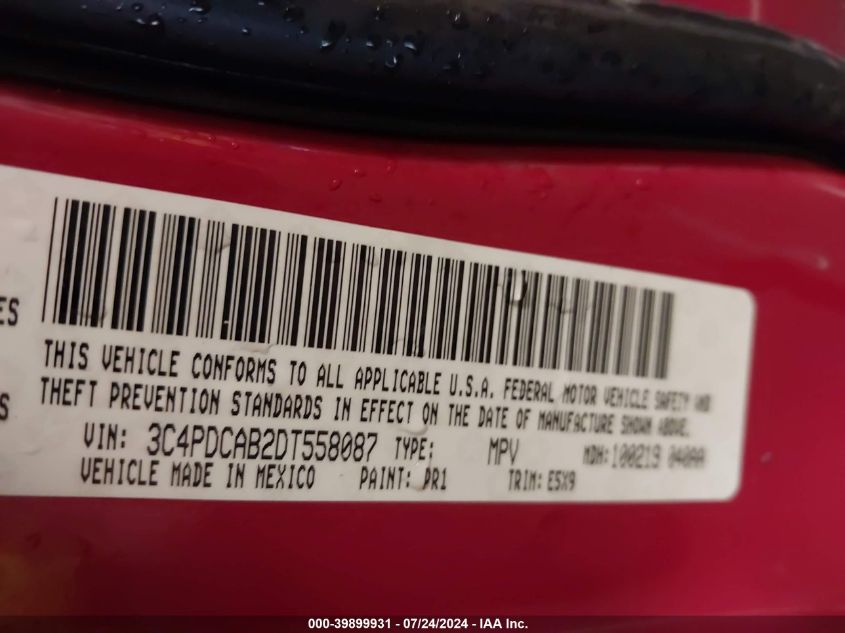 ES
THIS VEHICLE CONFORMS TO ALL APPLICABLE U.S.A. FEDERAL MOTOR VEHICLE SAFETY AND
THEFT PREVENTION STANDARDS IN EFFECT ON THE DATE OF MANUFACTURE SHOWN ABOVE.
S
VIN: 3C4PDCAB2DT558087 TYPE: MPV MDH: 100219 040AA
VEHICLE MADE IN MEXICO PAINT: PR1 TRIM: E5X9
000-39899931 - 07/24/2024 - IAA Inc.